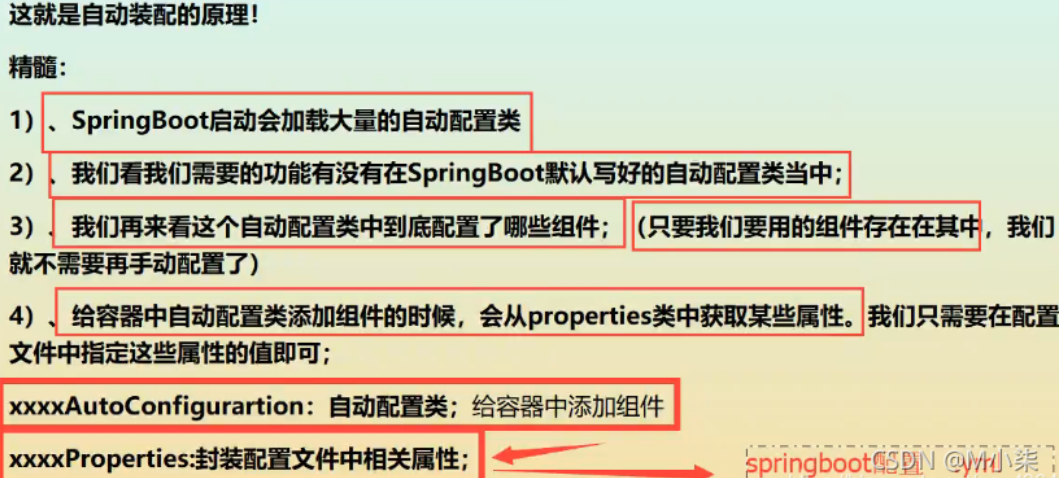 这就是自动装配的原理！
精髓：
1）、SpringBoot启动会加载大量的自动配置类
2）、我们看我们需要的功能有没有在SpringBoot默认写好的自动配置类当中；
3）、我们再来看这个自动配置类中到底配置了哪些组件；（只要我们要用的组件存在在其中，我们
就不需要再手动配置了）
4）、给容器中自动配置类添加组件的时候，会从properties类中获取某些属性。我们只需要在配置
文件中指定这些属性的值即可；
xxxxAutoConfigurartion：自动配置类；给容器中添加组件
xxxxProperties:封装配置文件中相关属性；
springboot配置
CSDN @M小柒